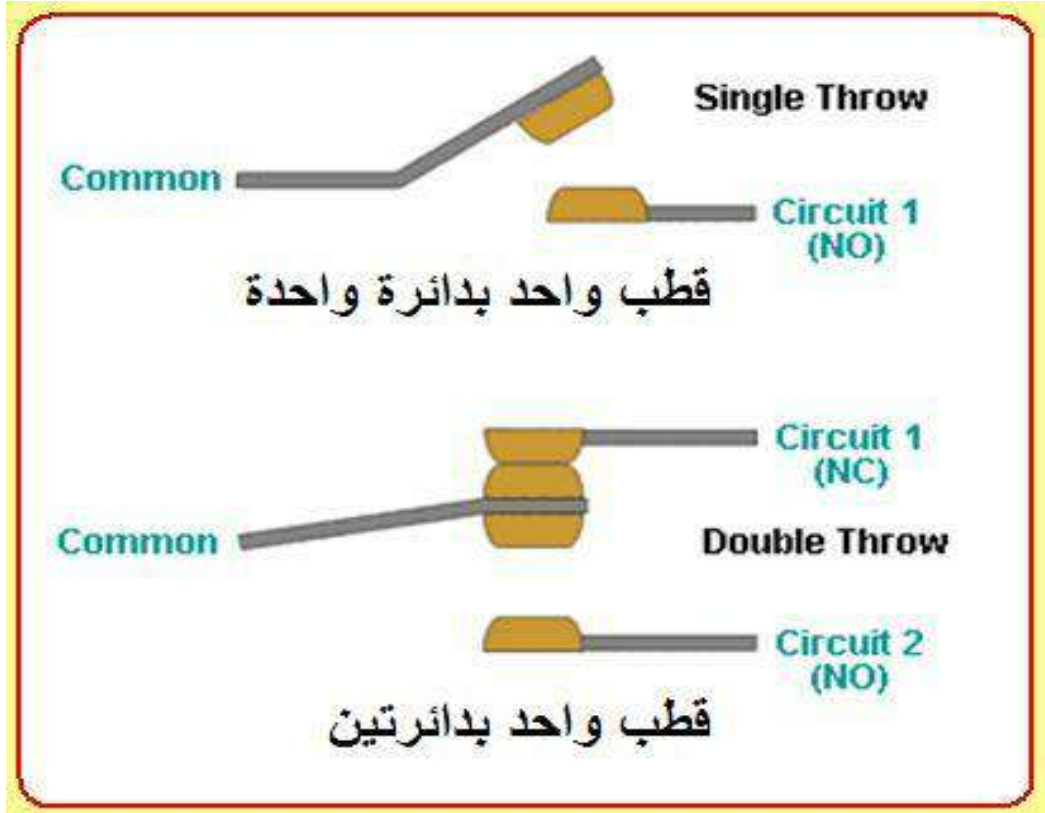 Single Throw
Common
Circuit 1
(NO)
قطب واحد بدائرة واحدة
Circuit 1
(NC)
Common
Double Throw
Circuit 2
(NO)
قطب واحد بدائرتين